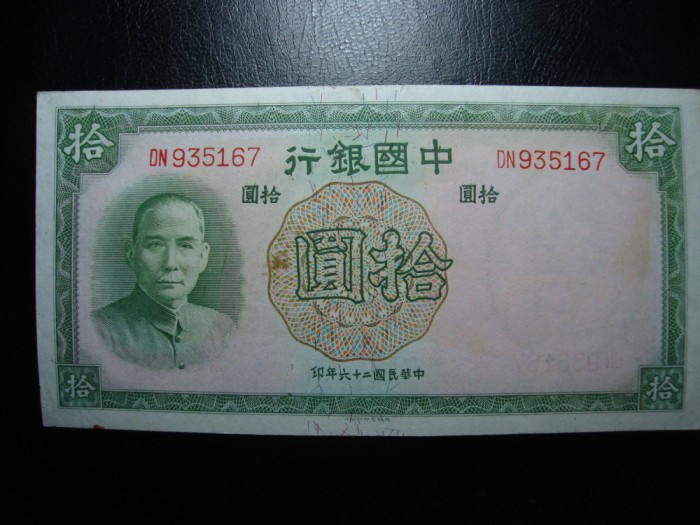 拾 拾
DN935167 中國銀行 DN935167
拾圓 拾圓
拾圓
中華民國二十六年印
拾 拾